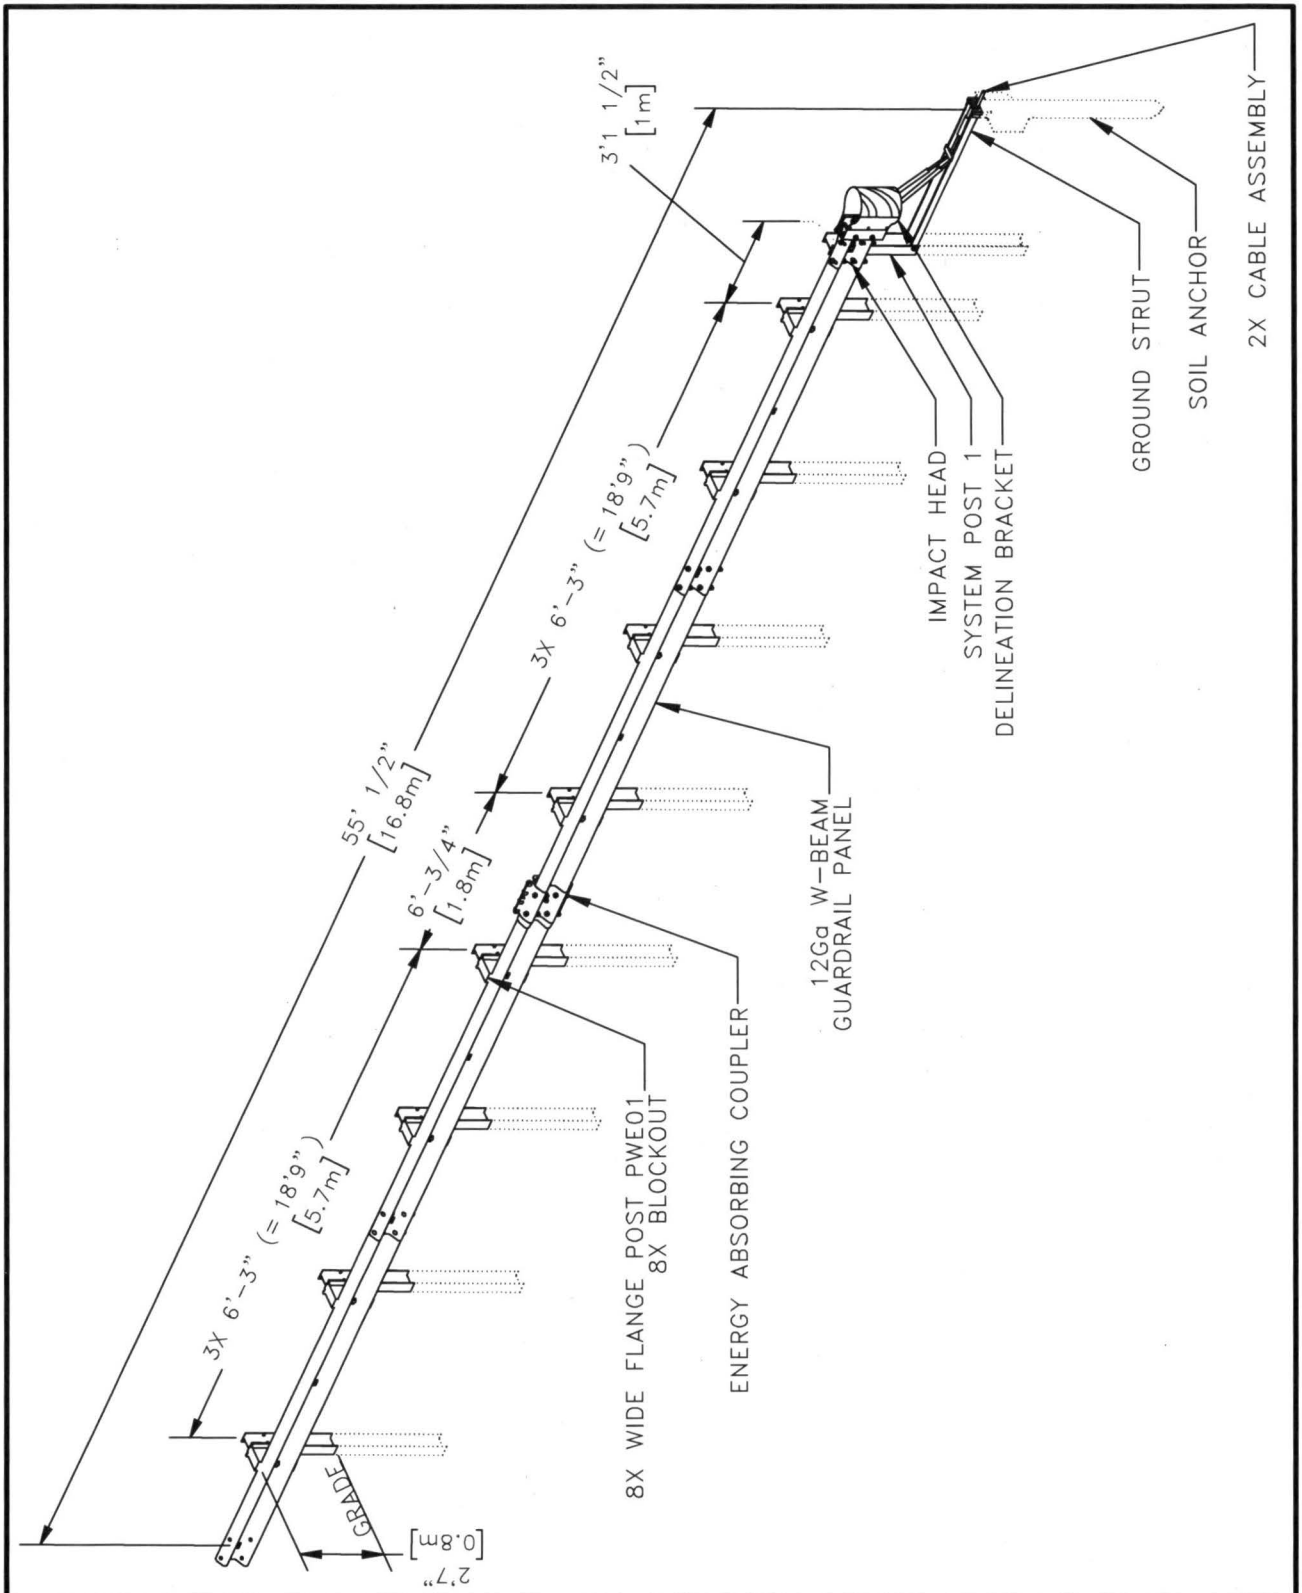 55' 1/2"
[16.8m]
3'1 1/2"
[1m]
3X 6'-3" (= 18'9")
[5.7m]
6'-3/4"
[1.8m]
3X 6'-3" (= 18'9")
[5.7m]
2'7"
[0.8m]
GRADE
8X WIDE FLANGE POST PWE01
8X BLOCKOUT
ENERGY ABSORBING COUPLER
12Ga W-BEAM
GUARDRAIL PANEL
IMPACT HEAD
SYSTEM POST 1
DELINEATION BRACKET
GROUND STRUT
SOIL ANCHOR
2X CABLE ASSEMBLY